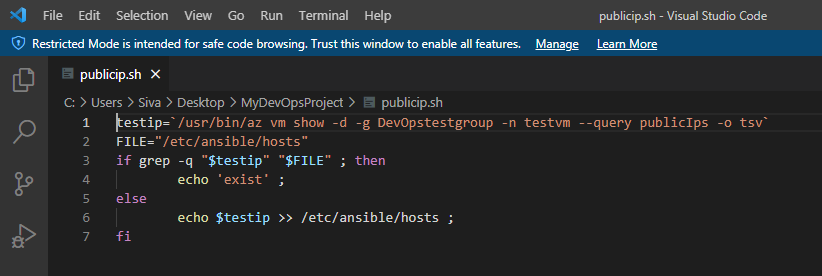 File Edit Selection View Go Run Terminal Help publicip.sh - Visual Studio Code
Restricted Mode is intended for safe code browsing. Trust this window to enable all features. Manage Learn More
publicip.sh
C: > Users > Siva > Desktop > MyDevOpsProject > publicip.sh
1 testip=`/usr/bin/az vm show -d -g DevOpstestgroup -n testvm --query publicIps -o tsv`
2 FILE="/etc/ansible/hosts"
3 if grep -q "$testip" "$FILE" ; then
4 echo 'exist' ;
5 else
6 echo $testip >> /etc/ansible/hosts ;
7 fi